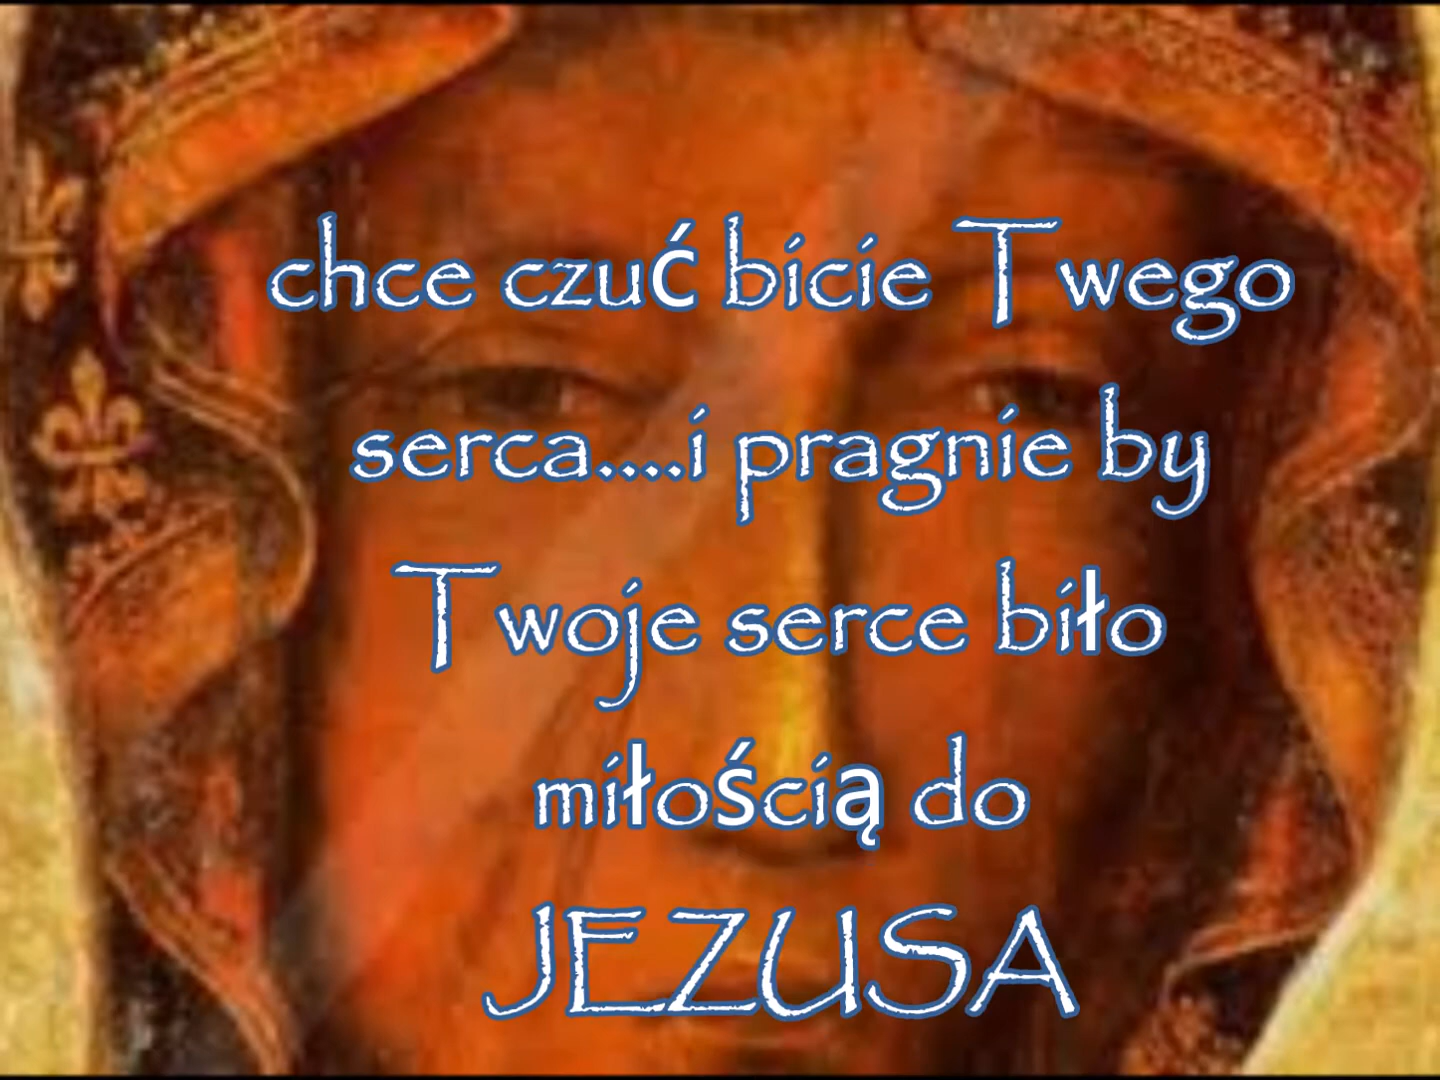 chce czuć bicie Twego
serca....i pragnie by
Twoje serce biło
miłością do
JEZUSA